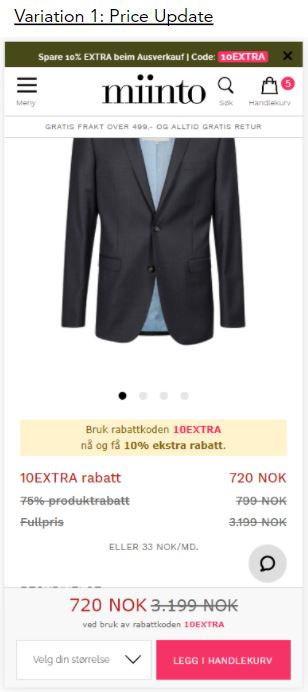 Variation 1: Price Update
Spare 10% EXTRA beim Ausverkauf | Code: 10EXTRA
miinto
Meny
Søk
5
Handlekurv
GRATIS FRAKT OVER 499,- OG ALLTID GRATIS RETUR
Bruk rabattkoden 10EXTRA
nå og få 10% ekstra rabatt.
10EXTRA rabatt 720 NOK
75% produktrabatt 799 NOK
Fullpris 3.199 NOK
ELLER 33 NOK/MD.
720 NOK 3.199 NOK
ved bruk av rabattkoden 10EXTRA
Velg din størrelse
LEGG I HANDLEKURV